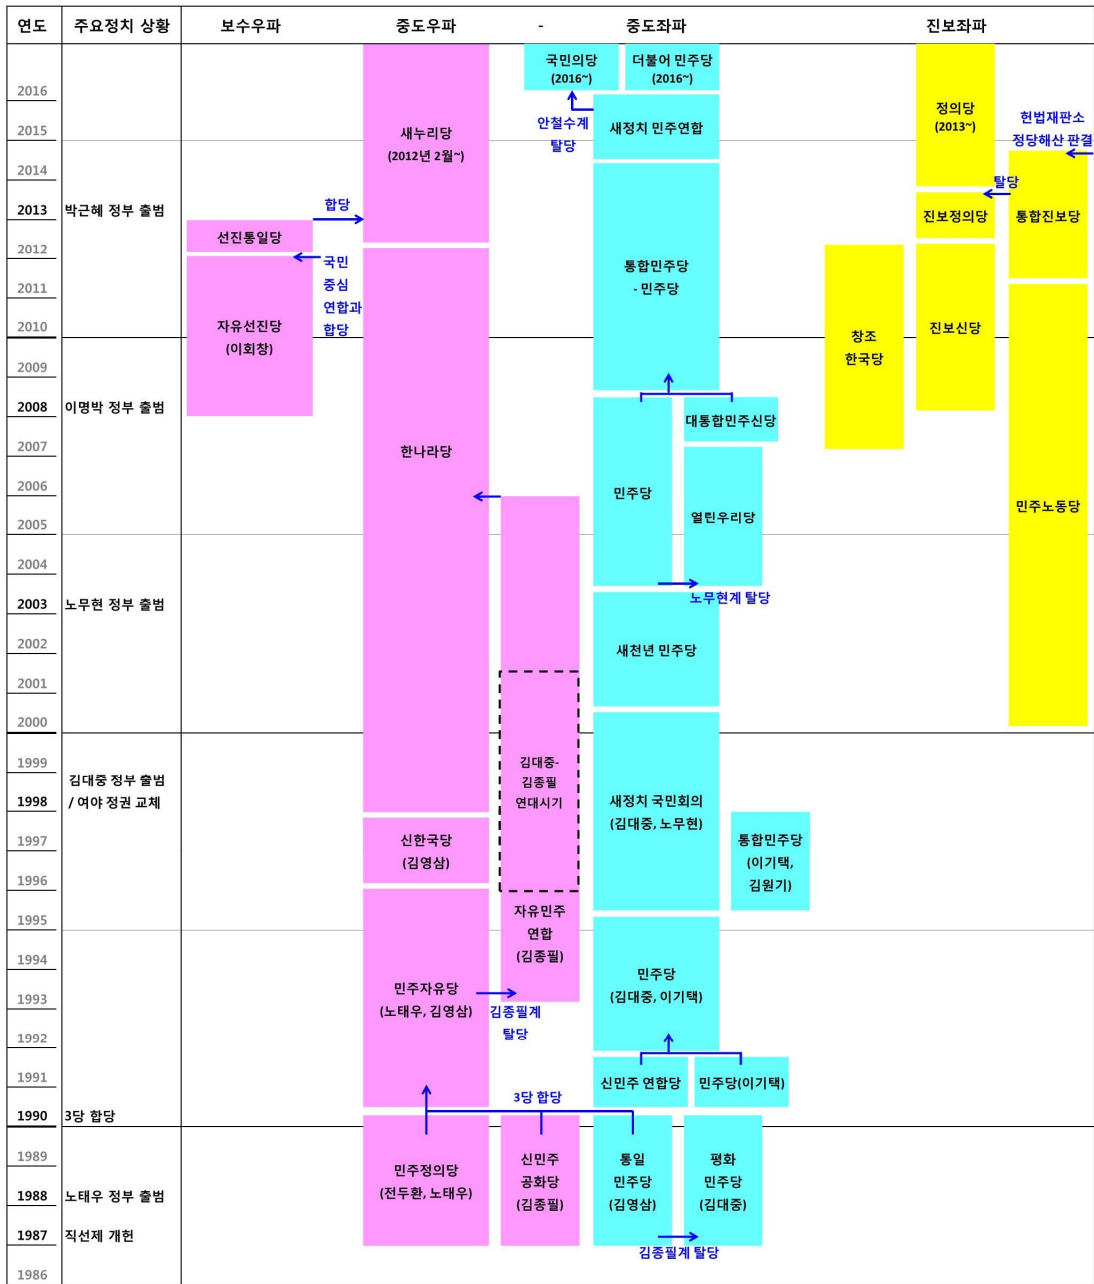 연도
주요정치 상황
보수우파
중도우파
-
중도좌파
진보좌파
국민의당
(2016~)
더불어 민주당
(2016~)
2016
안철수계
탈당
새정치 민주연합
정의당
(2013~)
헌법재판소
정당해산 판결
2015
새누리당
(2012년 2월~)
2014
탈당
2013
박근혜 정부 출범
합당
진보정의당
통합진보당
선진통일당
2012
국민
중심
연합과
합당
통합민주당
- 민주당
2011
자유선진당
(이회창)
2010
창조
한국당
진보신당
2009
2008
이명박 정부 출범
대통합민주신당
2007
한나라당
2006
민주당
열린우리당
민주노동당
2005
2004
노무현계 탈당
2003
노무현 정부 출범
2002
새천년 민주당
2001
2000
1999
김대중-
김종필
연대시기
김대중 정부 출범
/ 여야 정권 교체
1998
새정치 국민회의
(김대중, 노무현)
1997
신한국당
(김영삼)
통합민주당
(이기택,
김원기)
1996
1995
자유민주
연합
(김종필)
1994
민주당
(김대중, 이기택)
1993
민주자유당
(노태우, 김영삼)
김종필계
탈당
1992
1991
신민주 연합당
민주당(이기택)
1990
3당 합당
3당 합당
1989
민주정의당
(전두환, 노태우)
신민주
공화당
(김종필)
통일
민주당
(김영삼)
평화
민주당
(김대중)
1988
노태우 정부 출범
1987
직선제 개헌
김종필계 탈당
1986